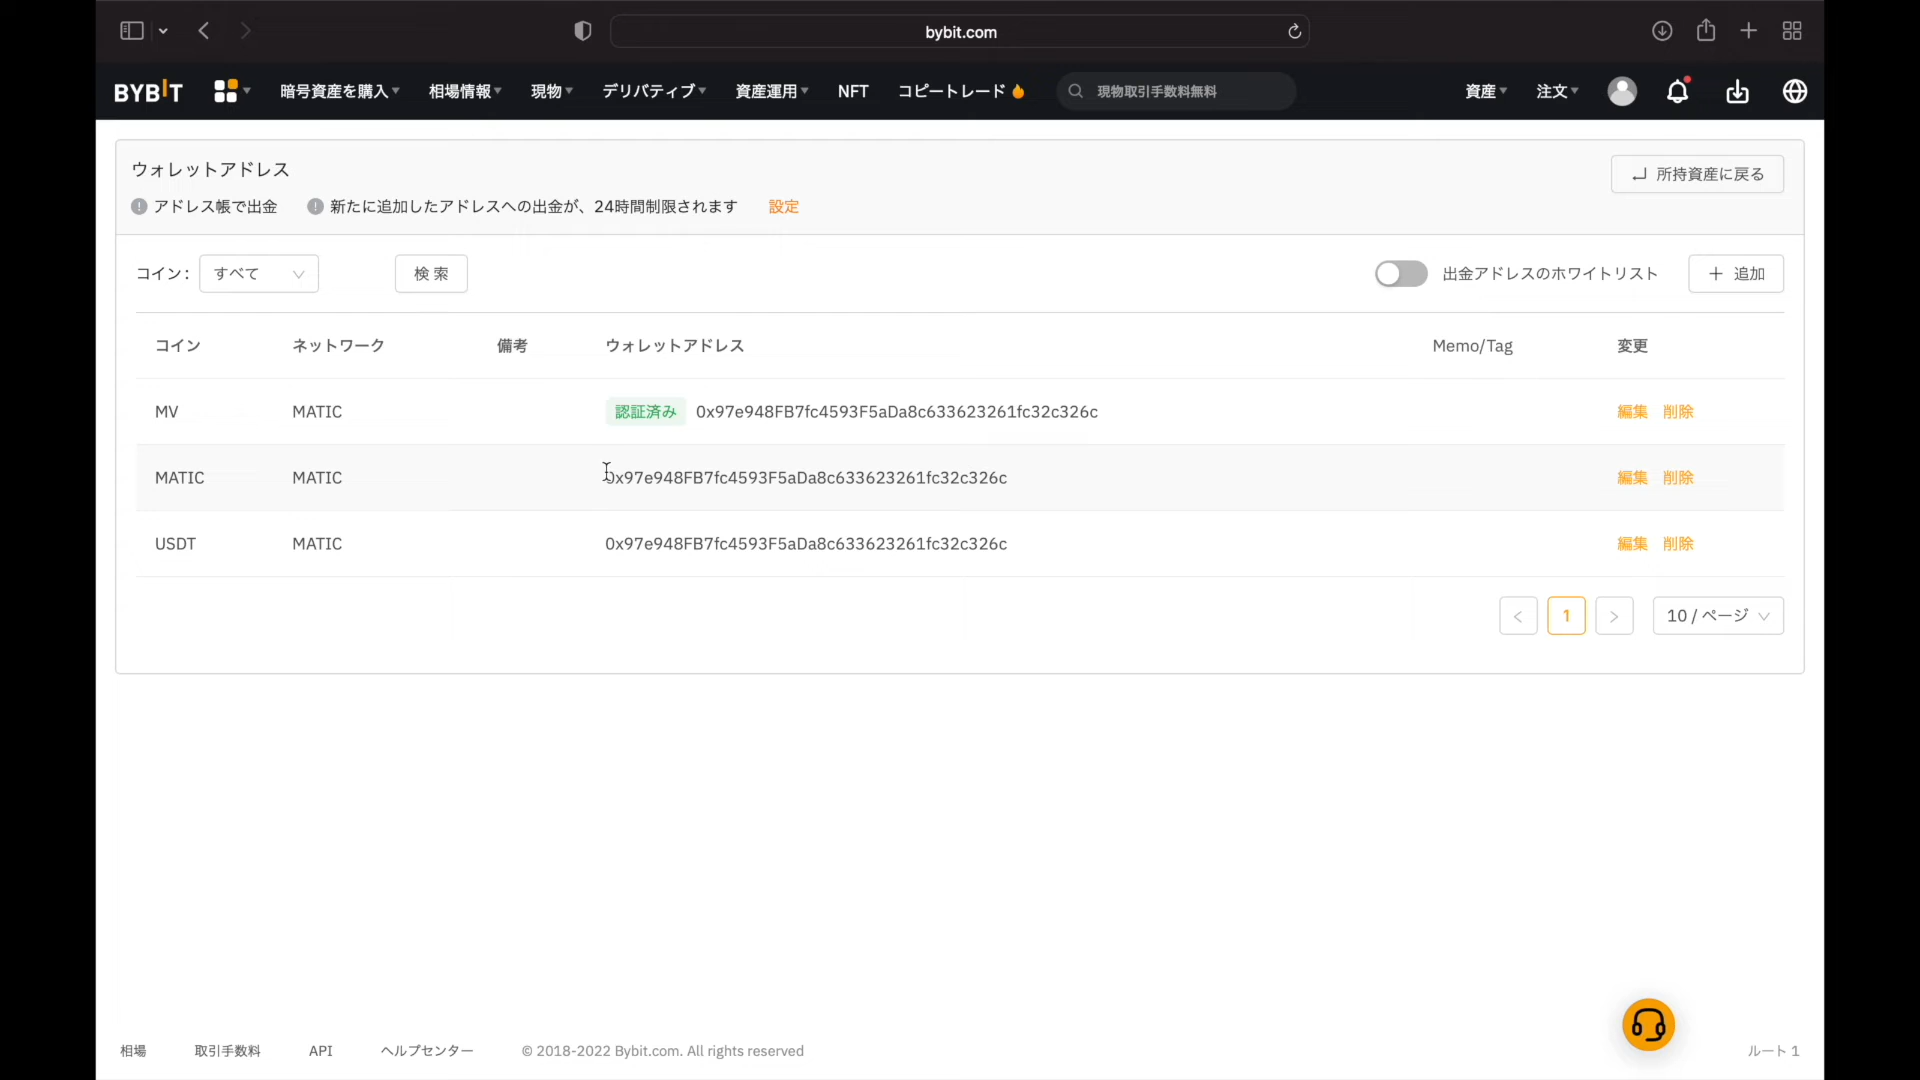 bybit.com
BYBIT 暗号資産を購入 相場情報 現物 デリバティブ 資産運用 NFT コピートレード 現物取引手数料無料 資産 注文
ウォレットアドレス
所持資産に戻る
アドレス帳で出金 新たに追加したアドレスへの出金が、24時間制限されます 設定
コイン: すべて 検索 出金アドレスのホワイトリスト + 追加
コイン ネットワーク 備考 ウォレットアドレス Memo/Tag 変更
MV MATIC 認証済み 0x97e948FB7fc4593F5aDa8c633623261fc32c326c 編集 削除
MATIC MATIC 0x97e948FB7fc4593F5aDa8c633623261fc32c326c 編集 削除
USDT MATIC 0x97e948FB7fc4593F5aDa8c633623261fc32c326c 編集 削除
< 1 > 10 / ページ
相場 取引手数料 API ヘルプセンター © 2018-2022 Bybit.com. All rights reserved ルート 1